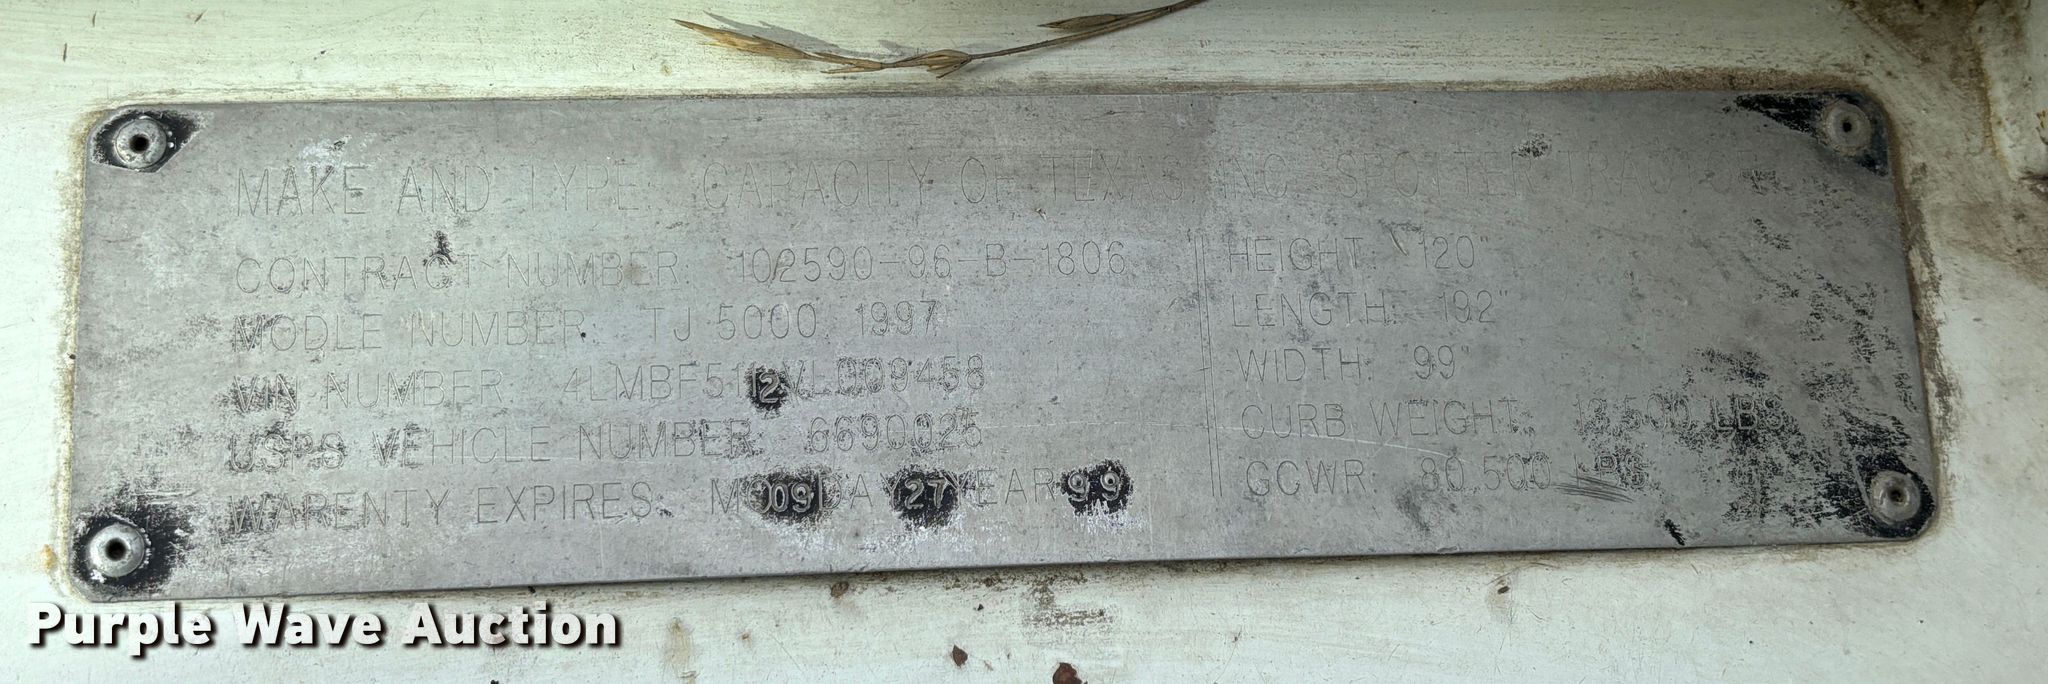 MAKE AND TYPE: CAPACITY OF TEXAS, INC. SPOTTER TRACTOR
CONTRACT NUMBER: 102590-96-B-1806
MODLE NUMBER: TJ 5000 1997
VIN NUMBER:
USPS VEHICLE NUMBER: 6690025
WARENTY EXPIRES: MO 09 DAY 27 YEAR 99
HEIGHT: 120"
LENGTH: 192"
WIDTH: 99"
CURB WEIGHT: 13,500 LBS
GCWR: 80,500 LBS
Purple Wave Auction